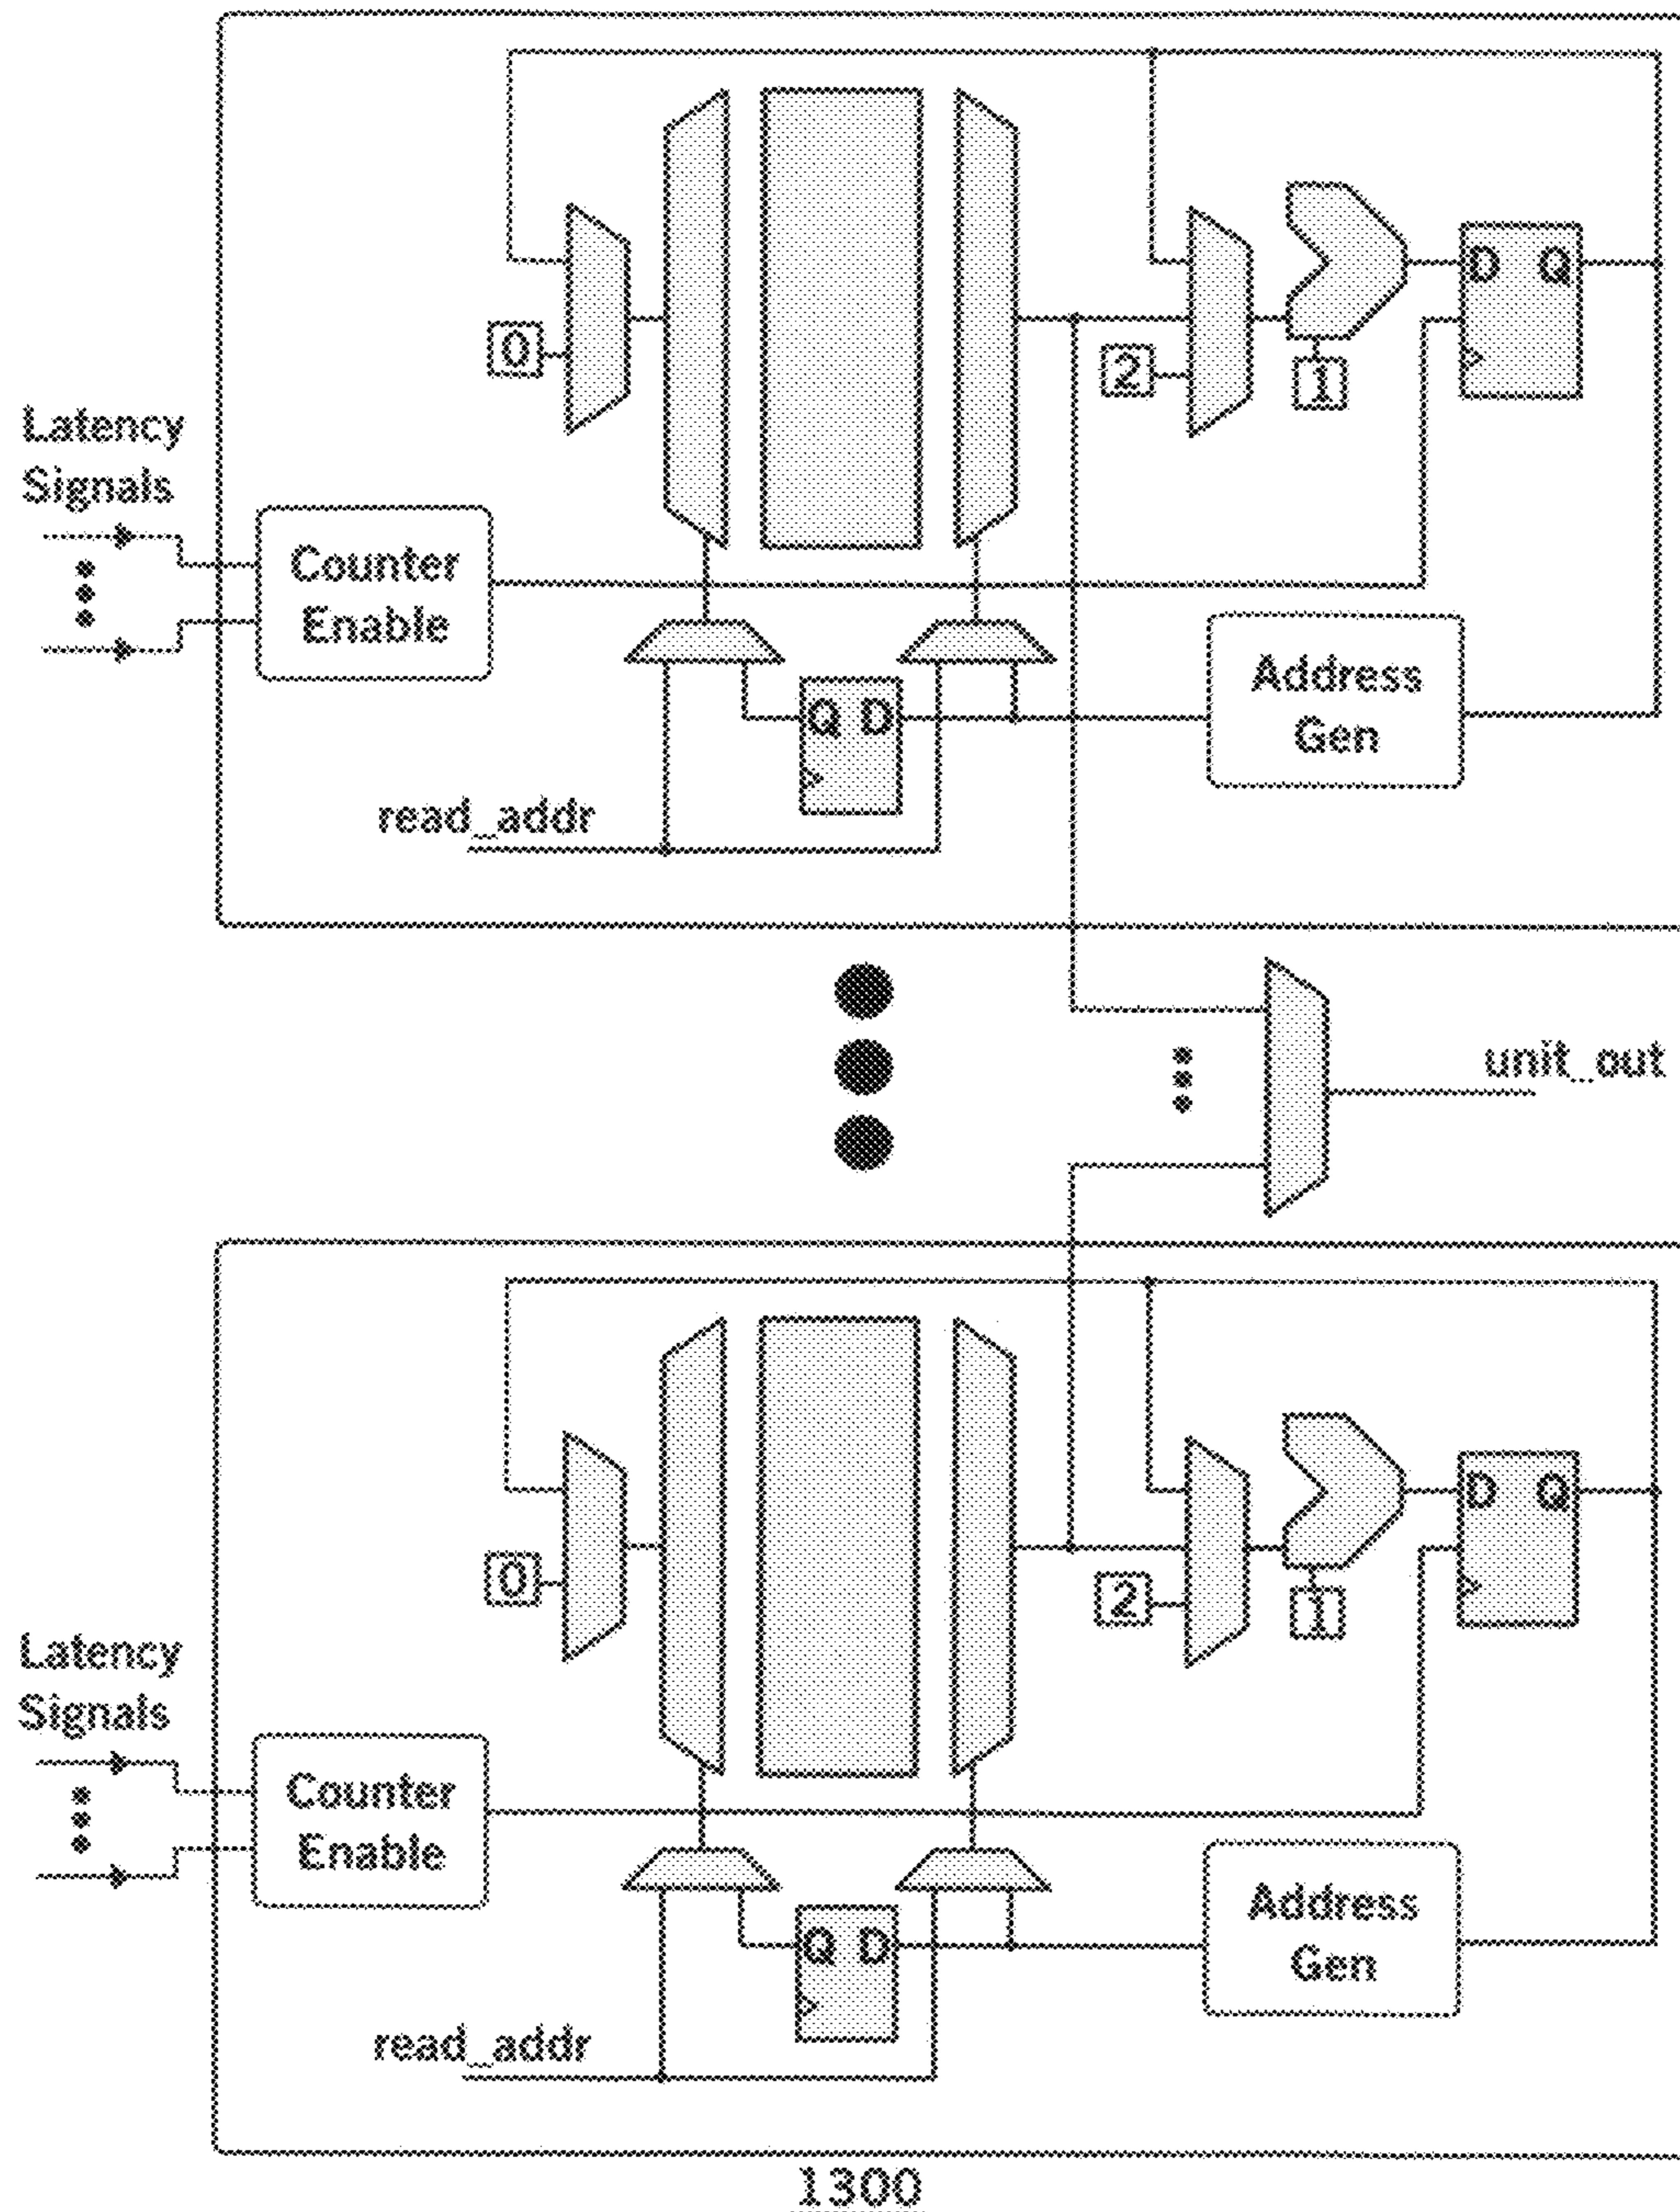 0
2
1
D Q
Latency
Signals
Counter
Enable
Address
Gen
Q D
read_addr
unit_out
0
2
1
D Q
Latency
Signals
Counter
Enable
Address
Gen
Q D
read_addr
1300